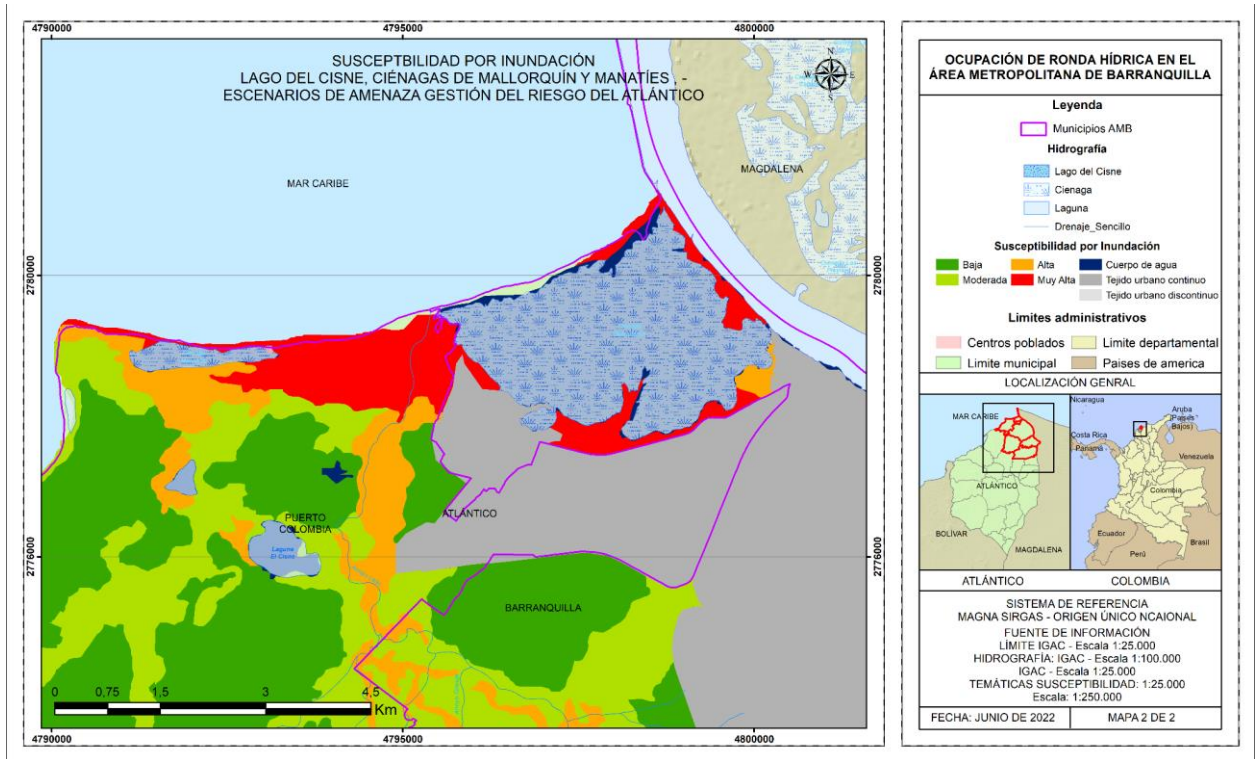 4790000
4795000
4800000
SUSCEPTBILIDAD POR INUNDACIÓN
LAGO DEL CISNE, CIÉNAGAS DE MALLORQUÍN Y MANATÍES . -
ESCENARIOS DE AMENAZA GESTIÓN DEL RIESGO DEL ATLÁNTICO
N
W
E
S
MAR CARIBE
MAGDALENA
2780000
2780000
PUERTO
COLOMBIA
ATLÁNTICO
Laguna
El Cisne
2776000
2776000
BARRANQUILLA
0 0,75 1,5 3 4,5
Km
4790000
4795000
4800000
OCUPACIÓN DE RONDA HÍDRICA EN EL
ÁREA METROPOLITANA DE BARRANQUILLA
Leyenda
Municipios AMB
Hidrografía
Lago del Cisne
Cienaga
Laguna
Drenaje_Sencillo
Susceptibilidad por Inundación
Baja Alta Cuerpo de agua
Moderada Muy Alta Tejido urbano continuo
Tejido urbano discontinuo
Limites administrativos
Centros poblados Limite departamental
Limite municipal Paises de america
LOCALIZACIÓN GENRAL
MAR CARIBE
ATLÁNTICO
BOLÍVAR
MAGDALENA
Nicaragua
Aruba
(Países
Bajos)
Costa Rica
Panamá
Venezuela
Colombia
Ecuador
Perú
Brasil
ATLÁNTICO COLOMBIA
SISTEMA DE REFERENCIA
MAGNA SIRGAS - ORIGEN ÚNICO NCAIONAL
FUENTE DE INFORMACIÓN
LÍMITE IGAC - Escala 1:25.000
HIDROGRAFÍA: IGAC - Escala 1:100.000
IGAC - Escala 1:25.000
TEMÁTICAS SUSCEPTIBILIDAD: 1:25.000
Escala: 1:250.000
FECHA: JUNIO DE 2022 MAPA 2 DE 2